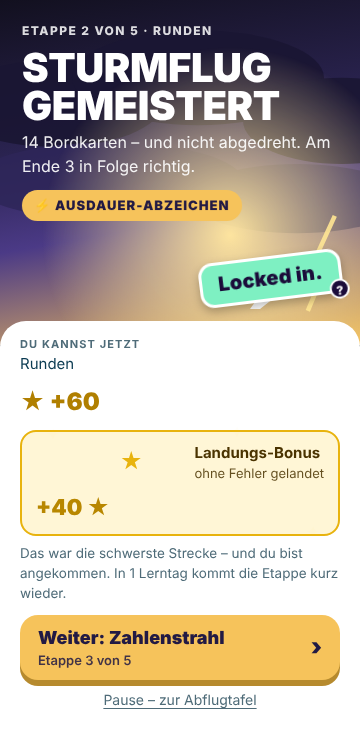 ETAPPE 2 VON 5 · RUNDEN
STURMFLUG
GEMEISTERT
14 Bordkarten – und nicht abgedreht. Am
Ende 3 in Folge richtig.
⚡ AUSDAUER-ABZEICHEN
Locked in.
?
DU KANNST JETZT
Runden
★ +60
★
Landungs-Bonus
ohne Fehler gelandet
+40 ★
Das war die schwerste Strecke – und du bist
angekommen. In 1 Lerntag kommt die Etappe kurz
wieder.
Weiter: Zahlenstrahl
Etappe 3 von 5
›
Pause – zur Abflugtafel